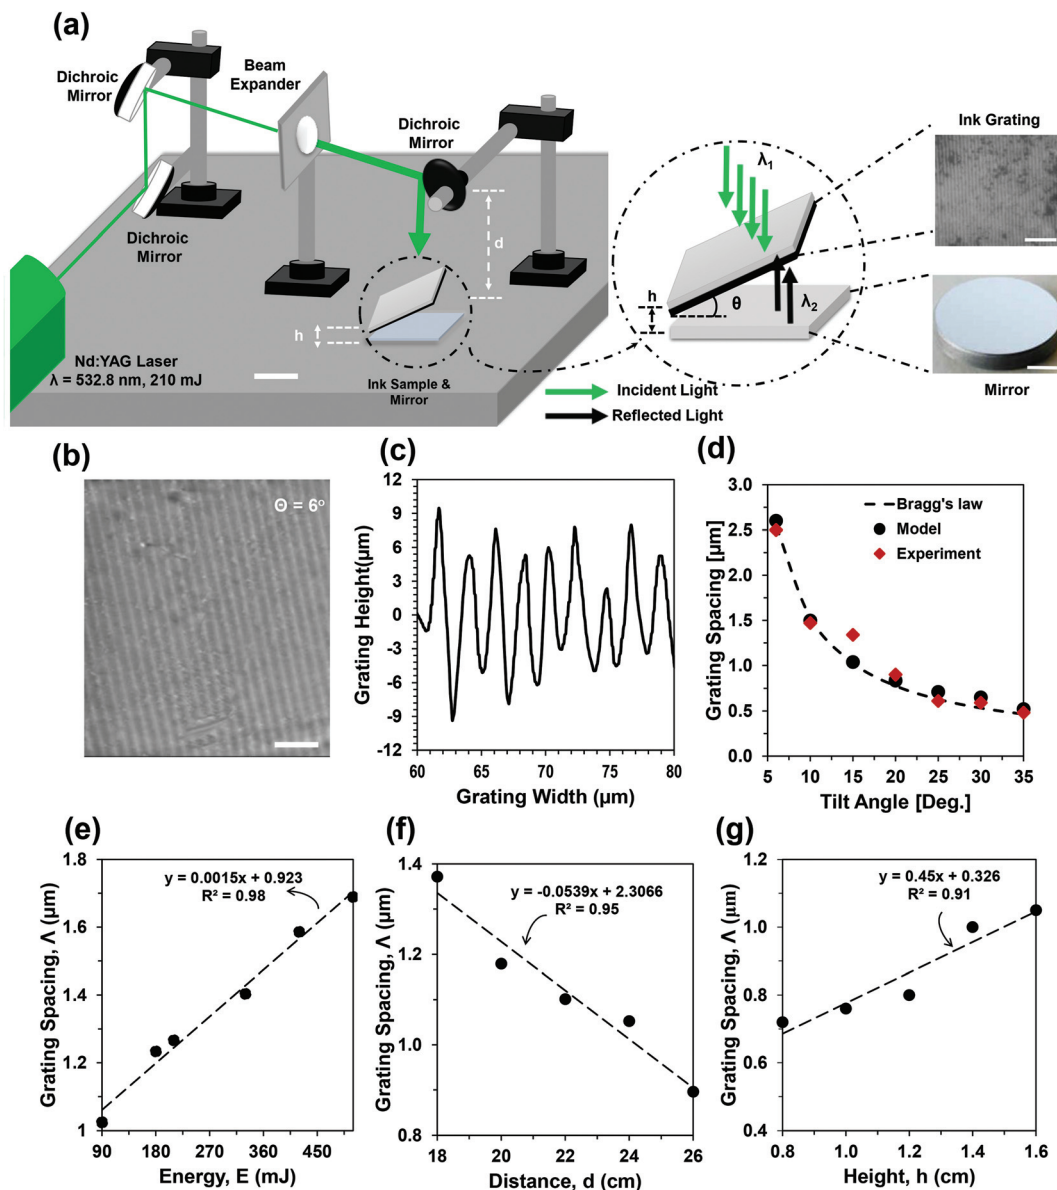 (a)
Dichroic
Mirror
Beam
Expander
Dichroic
Mirror
Dichroic
Mirror
d
h
Nd:YAG Laser
λ = 532.8 nm, 210 mJ
Ink Sample &
Mirror
λ₁
h
θ
λ₂
Ink Grating
Mirror
Incident Light
Reflected Light
(b)
Θ = 6°
(c)
Grating Height(µm)
12
9
6
3
0
-3
-6
-9
-12
60 65 70 75 80
Grating Width (µm)
(d)
Grating Spacing [µm]
3.0
2.5
2.0
1.5
1.0
0.5
0.0
Bragg's law
Model
Experiment
5 10 15 20 25 30 35
Tilt Angle [Deg.]
(e)
Grating Spacing, Λ (µm)
1.8
1.6
1.4
1.2
1
y = 0.0015x + 0.923
R² = 0.98
90 180 270 360 450
Energy, E (mJ)
(f)
Grating Spacing, Λ (µm)
1.4
1.2
1.0
0.8
y = -0.0539x + 2.3066
R² = 0.95
18 20 22 24 26
Distance, d (cm)
(g)
Grating Spacing, Λ (µm)
1.2
1.0
0.8
0.6
0.4
y = 0.45x + 0.326
R² = 0.91
0.8 1.0 1.2 1.4 1.6
Height, h (cm)